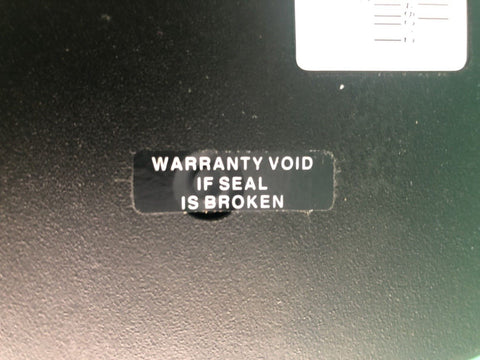 WARRANTY VOID
IF SEAL
IS BROKEN